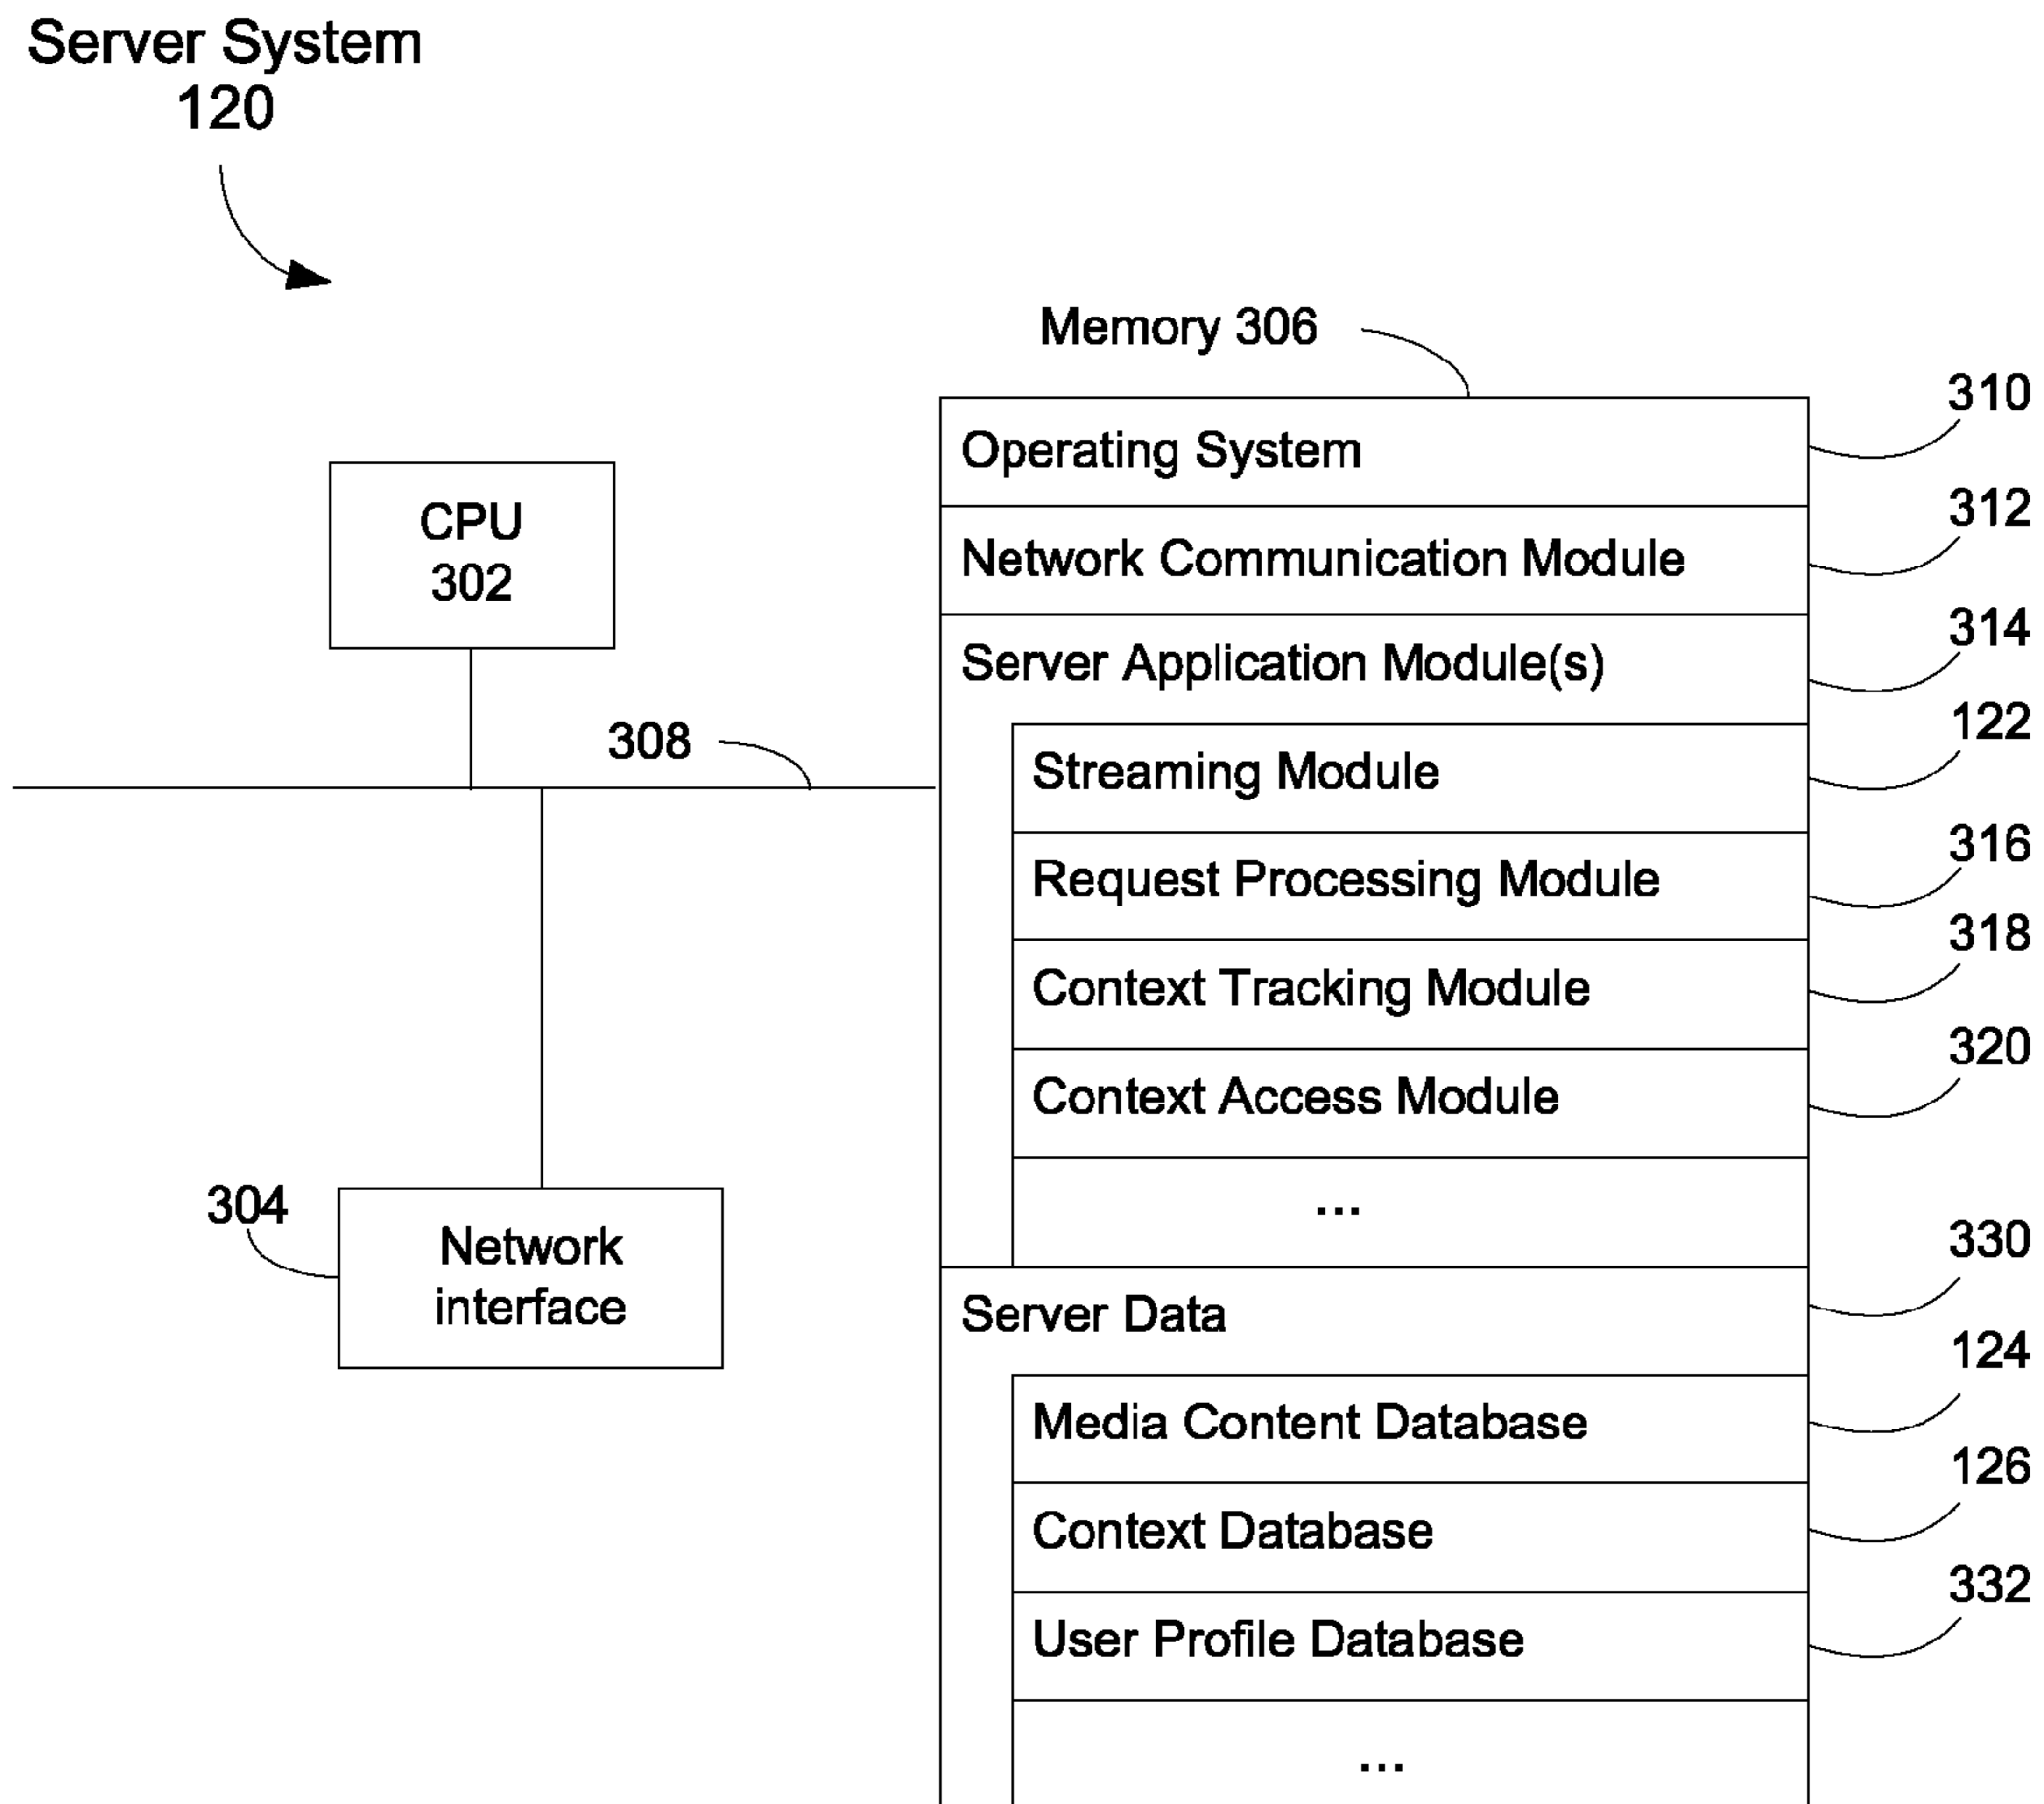 Server System
120
Memory 306
310
Operating System
CPU
302
312
Network Communication Module
314
Server Application Module(s)
308
122
Streaming Module
316
Request Processing Module
318
Context Tracking Module
320
Context Access Module
...
304
Network
interface
330
Server Data
124
Media Content Database
126
Context Database
332
User Profile Database
...